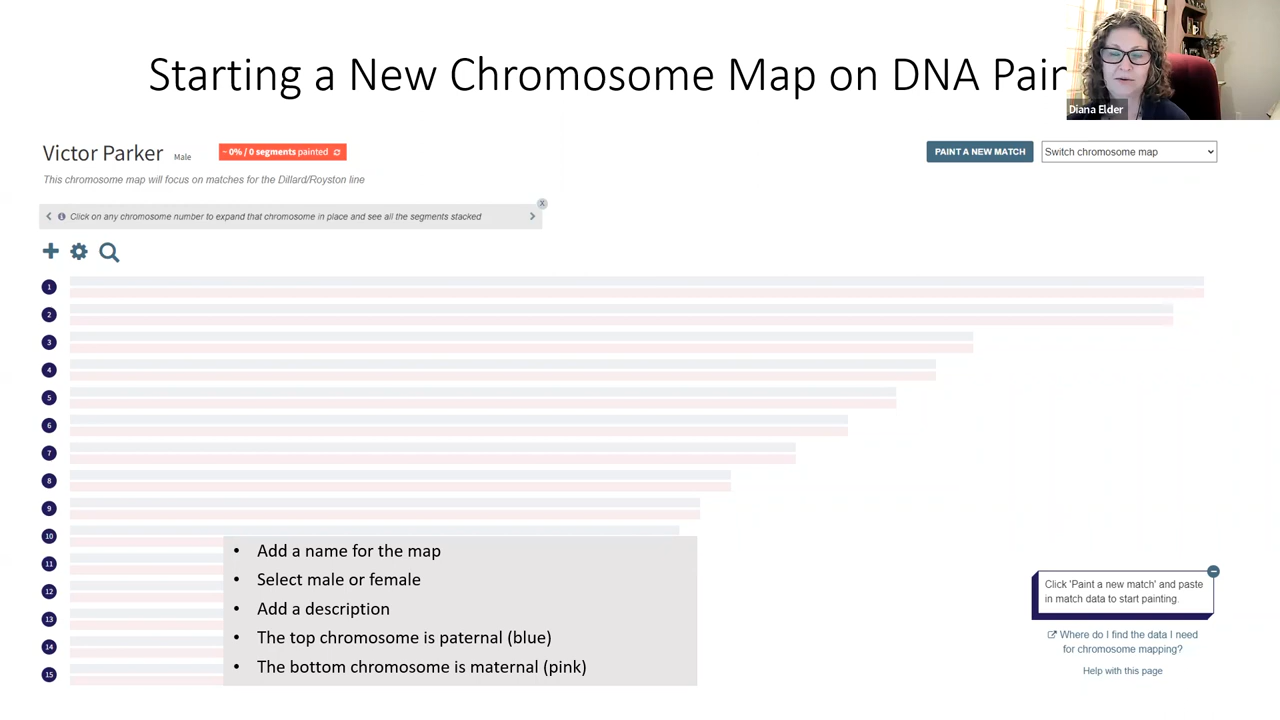 Starting a New Chromosome Map on DNA Pain
Diana Elder
Victor Parker Male ~ 0% / 0 segments painted
PAINT A NEW MATCH Switch chromosome map
This chromosome map will focus on matches for the Dillard/Royston line
Click on any chromosome number to expand that chromosome in place and see all the segments stacked
X
1
2
3
4
5
6
7
8
9
10
11
12
13
14
15
• Add a name for the map
• Select male or female
• Add a description
• The top chromosome is paternal (blue)
• The bottom chromosome is maternal (pink)
Click 'Paint a new match' and paste
in match data to start painting.
Where do I find the data I need
for chromosome mapping?
Help with this page